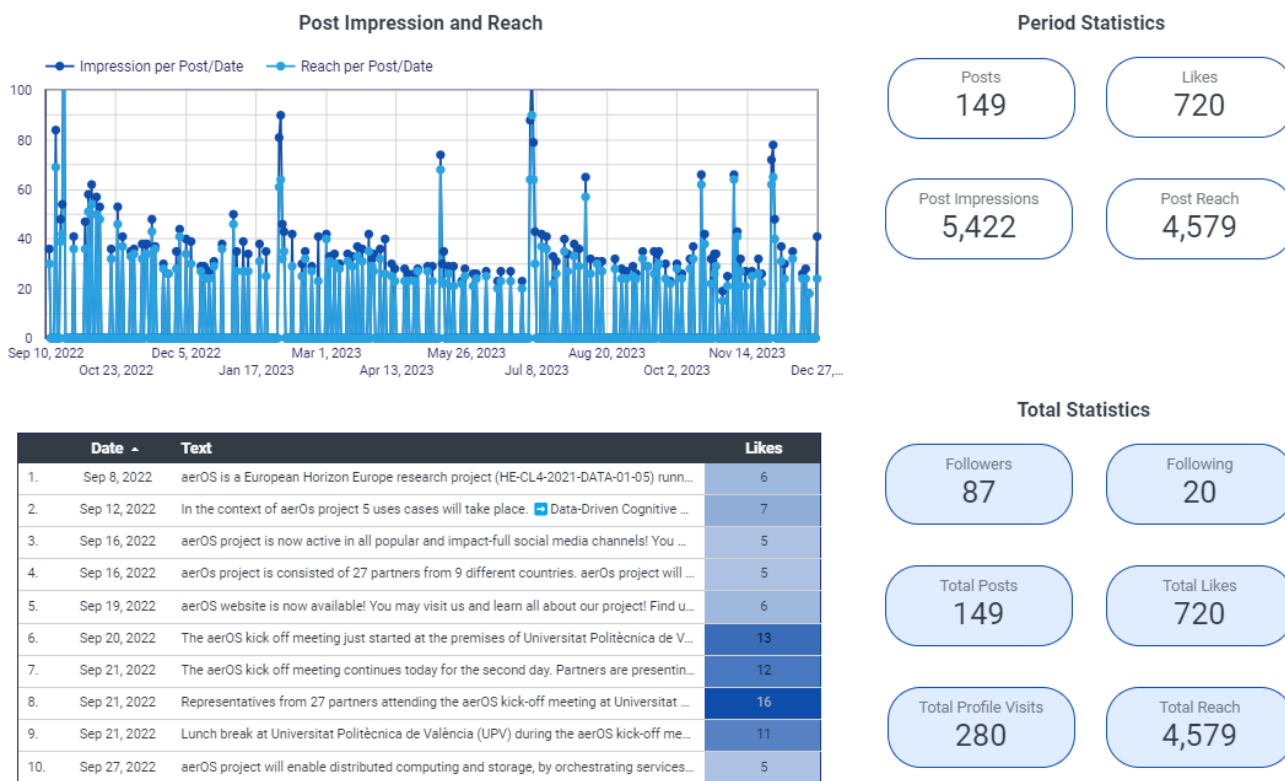 Post Impression and Reach
Impression per Post/Date
Reach per Post/Date
100
80
60
40
20
0
Sep 10, 2022
Oct 23, 2022
Dec 5, 2022
Jan 17, 2023
Mar 1, 2023
Apr 13, 2023
May 26, 2023
Jul 8, 2023
Aug 20, 2023
Oct 2, 2023
Nov 14, 2023
Dec 27,...
Period Statistics
Posts
149
Likes
720
Post Impressions
5,422
Post Reach
4,579
Date Text Likes
1. Sep 8, 2022 aerOS is a European Horizon Europe research project (HE-CL4-2021-DATA-01-05) runn... 6
2. Sep 12, 2022 In the context of aerOs project 5 uses cases will take place. ➡️ Data-Driven Cognitive ... 7
3. Sep 16, 2022 aerOS project is now active in all popular and impact-full social media channels! You ... 5
4. Sep 16, 2022 aerOs project is consisted of 27 partners from 9 different countries. aerOs project will ... 5
5. Sep 19, 2022 aerOS website is now available! You may visit us and learn all about our project! Find u... 6
6. Sep 20, 2022 The aerOS kick off meeting just started at the premises of Universitat Politècnica de V... 13
7. Sep 21, 2022 The aerOS kick off meeting continues today for the second day. Partners are presentin... 12
8. Sep 21, 2022 Representatives from 27 partners attending the aerOS kick-off meeting at Universitat ... 16
9. Sep 21, 2022 Lunch break at Universitat Politècnica de València (UPV) during the aerOS kick-off me... 11
10. Sep 27, 2022 aerOS project will enable distributed computing and storage, by orchestrating services... 5
Total Statistics
Followers
87
Following
20
Total Posts
149
Total Likes
720
Total Profile Visits
280
Total Reach
4,579